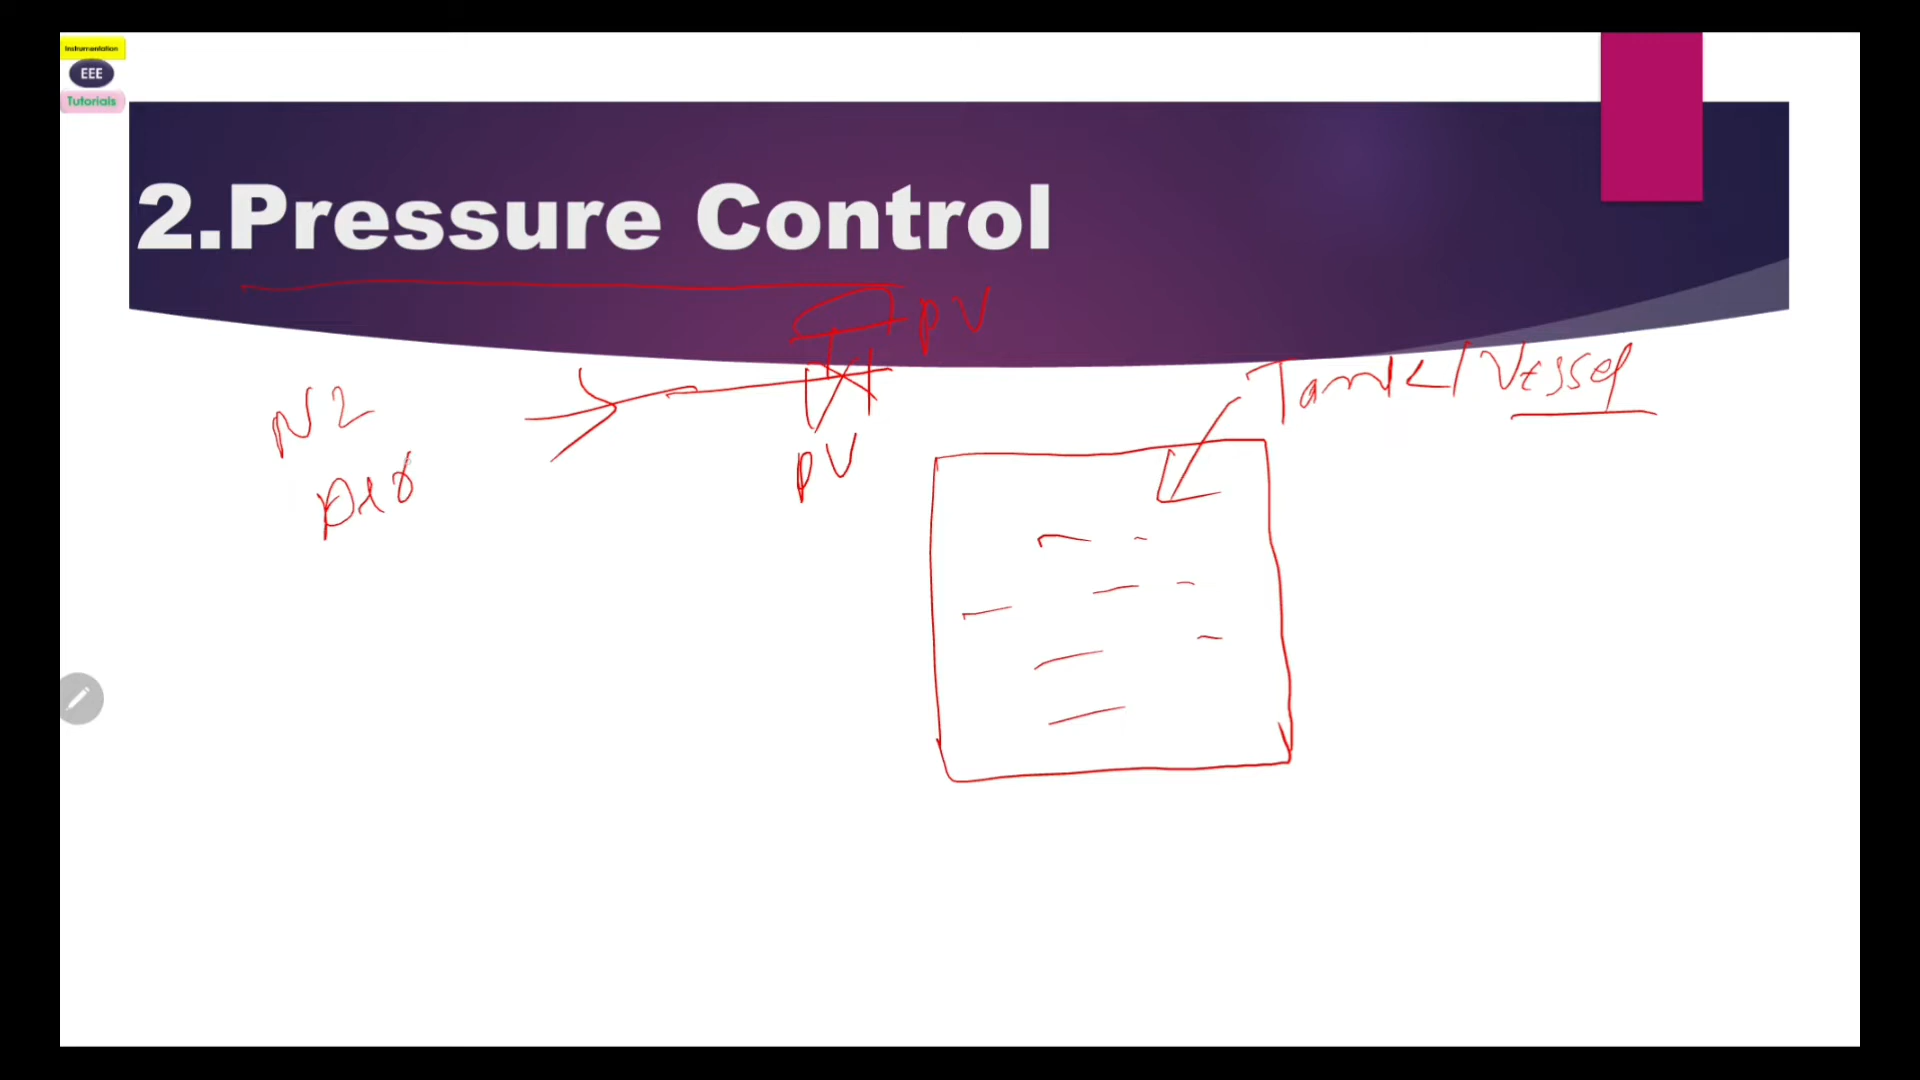 Instrumentation
EEE
Tutorials
2.Pressure Control
PV
Tank/Vessel
N2
PV